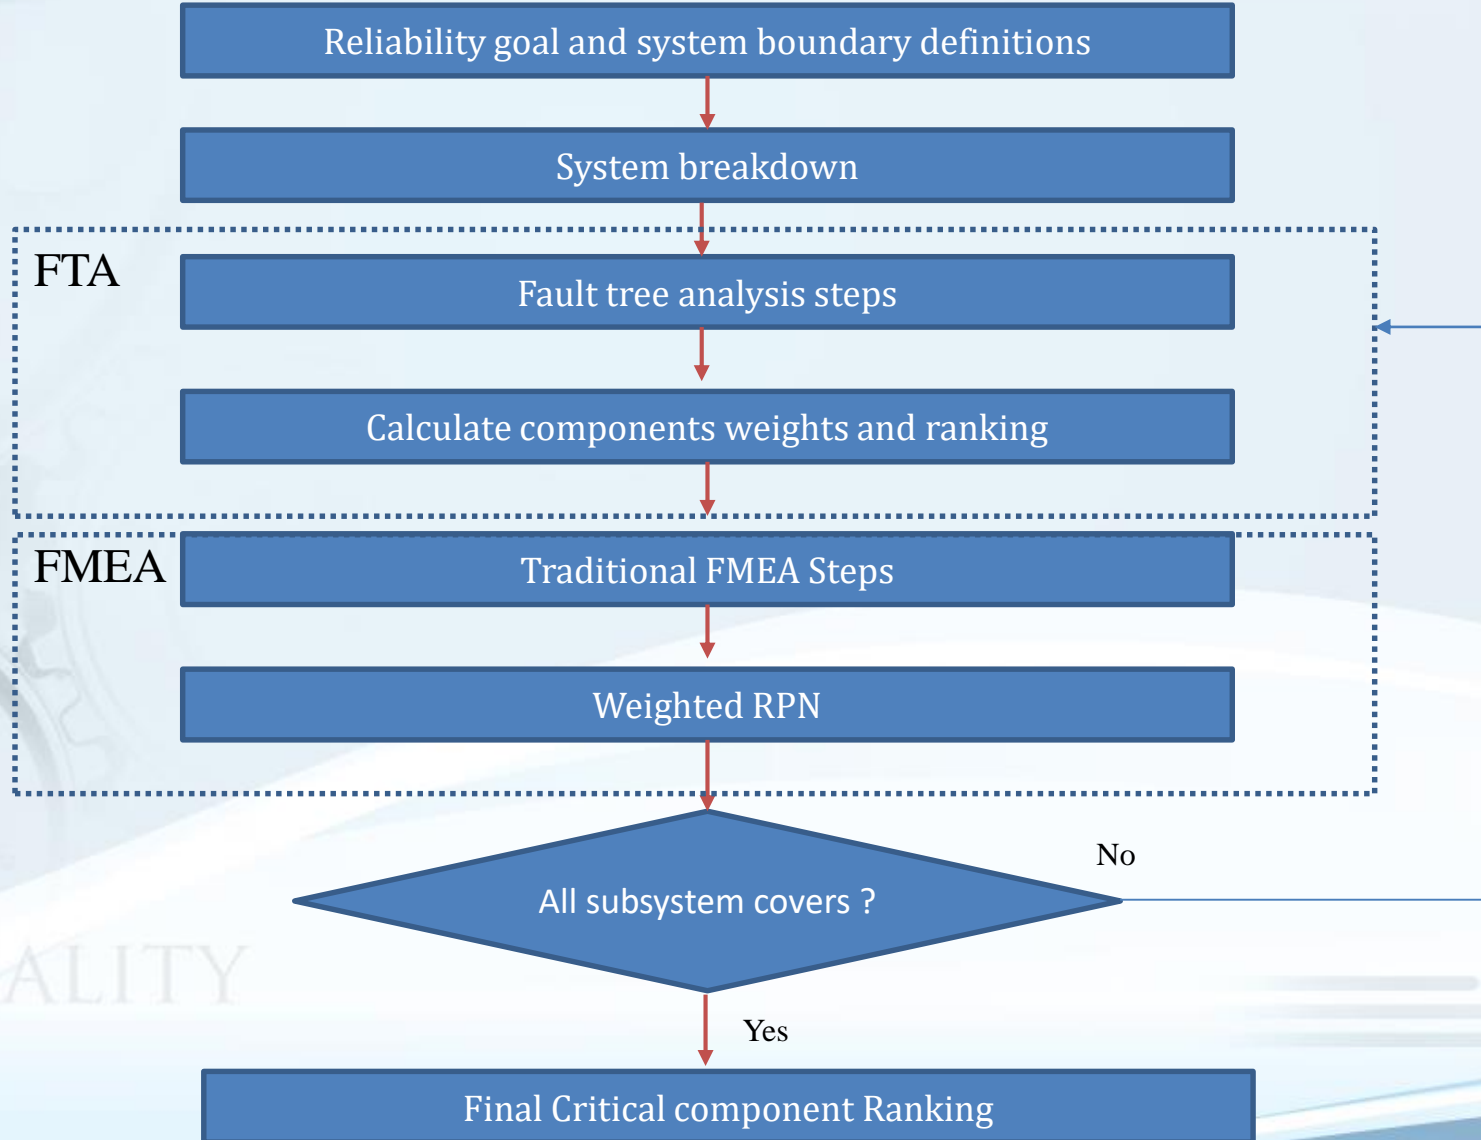 Reliability goal and system boundary definitions
System breakdown
FTA
Fault tree analysis steps
Calculate components weights and ranking
FMEA
Traditional FMEA Steps
Weighted RPN
All subsystem covers ?
No
ALITY
Yes
Final Critical component Ranking